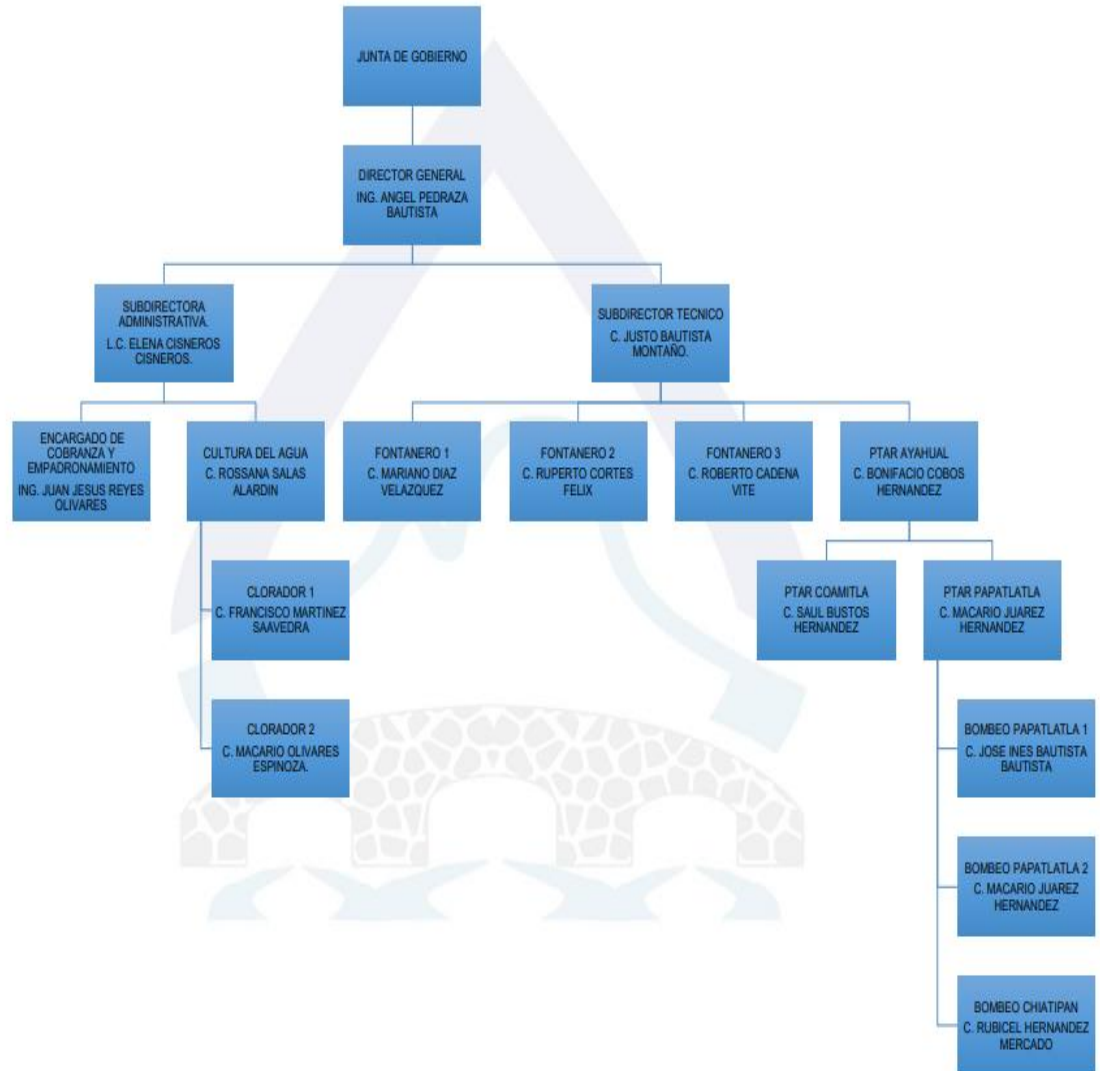 JUNTA DE GOBIERNO
DIRECTOR GENERAL
ING. ANGEL PEDRAZA
BAUTISTA
SUBDIRECTORA
ADMINISTRATIVA.
L.C. ELENA CISNEROS
CISNEROS.
SUBDIRECTOR TECNICO
C. JUSTO BAUTISTA
MONTAÑO.
ENCARGADO DE
COBRANZA Y
EMPADRONAMIENTO
ING. JUAN JESUS REYES
OLIVARES
CULTURA DEL AGUA
C. ROSSANA SALAS
ALARDIN
FONTANERO 1
C. MARIANO DIAZ
VELAZQUEZ
FONTANERO 2
C. RUPERTO CORTES
FELIX
FONTANERO 3
C. ROBERTO CADENA
VITE
PTAR AYAHUAL
C. BONIFACIO COBOS
HERNANDEZ
CLORADOR 1
C. FRANCISCO MARTINEZ
SAAVEDRA
CLORADOR 2
C. MACARIO OLIVARES
ESPINOZA.
PTAR COAMITLA
C. SAUL BUSTOS
HERNANDEZ
PTAR PAPATLATLA
C. MACARIO JUAREZ
HERNANDEZ
BOMBEO PAPATLATLA 1
C. JOSE INES BAUTISTA
BAUTISTA
BOMBEO PAPATLATLA 2
C. MACARIO JUAREZ
HERNANDEZ
BOMBEO CHIATIPAN
C. RUBICEL HERNANDEZ
MERCADO